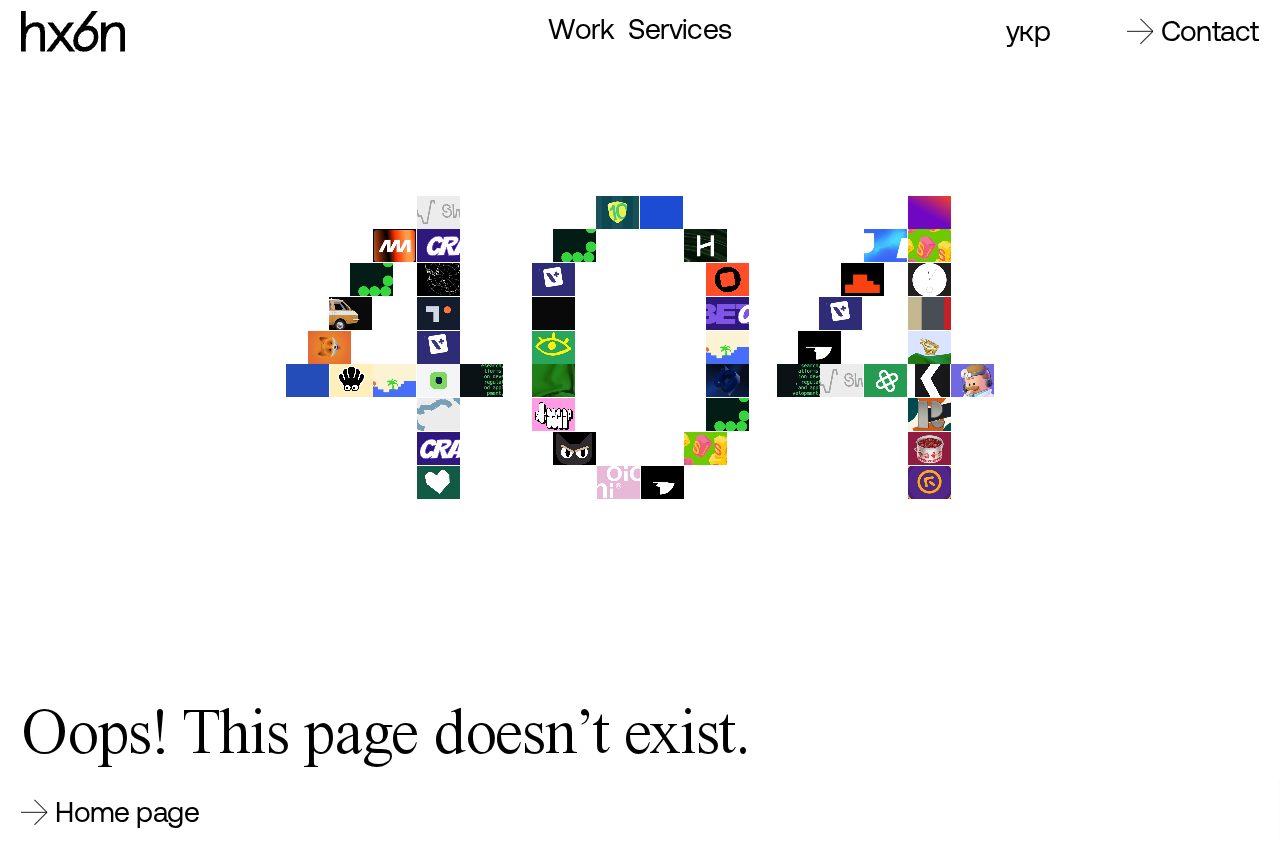 hx6n
Work Services
укр
Contact
Oops! This page doesn’t exist.
Home page